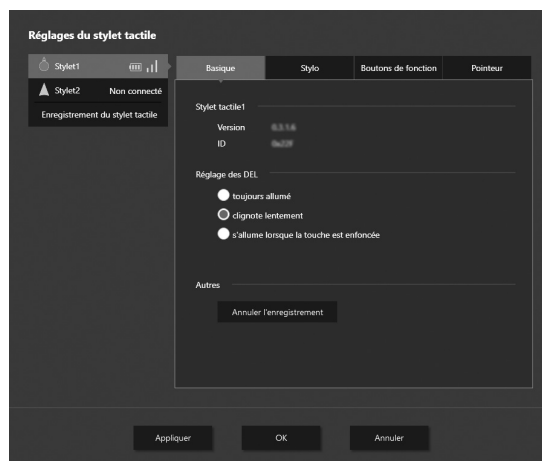 Réglages du stylet tactile
Stylet1
Stylet2 Non connecté
Enregistrement du stylet tactile
Basique Stylo Boutons de fonction Pointeur
Stylet tactile1
Version
ID
Réglage des DEL
toujours allumé
clignote lentement
s'allume lorsque la touche est enfoncée
Autres
Annuler l'enregistrement
Appliquer OK Annuler